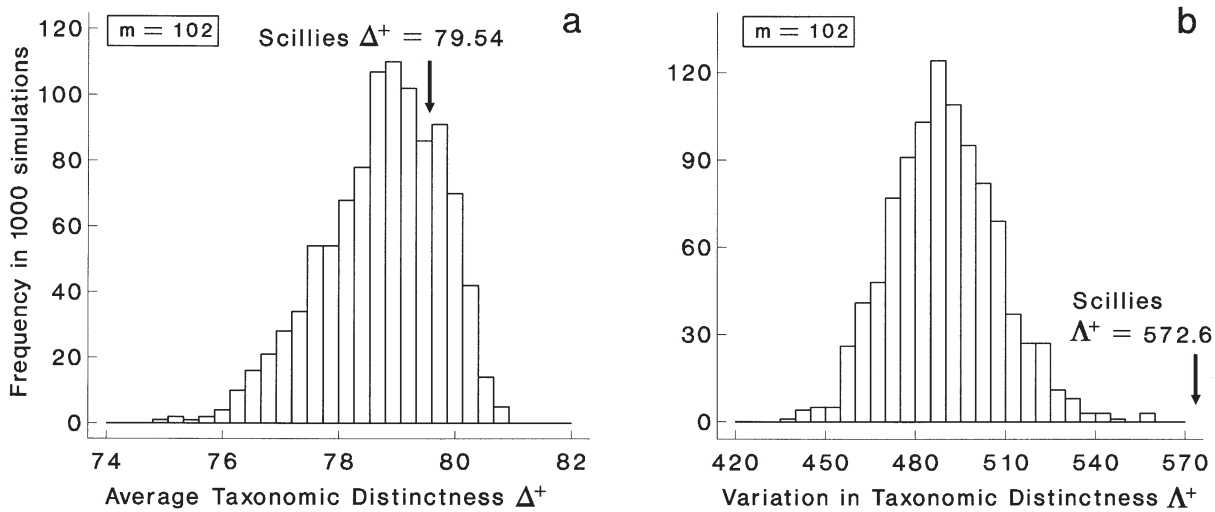 a
m = 102
Scillies Δ+ = 79.54
Frequency in 1000 simulations
120
100
80
60
40
20
0
74 76 78 80 82
Average Taxonomic Distinctness Δ+
b
m = 102
120
90
60
30
0
Scillies
Λ+ = 572.6
420 450 480 510 540 570
Variation in Taxonomic Distinctness Λ+